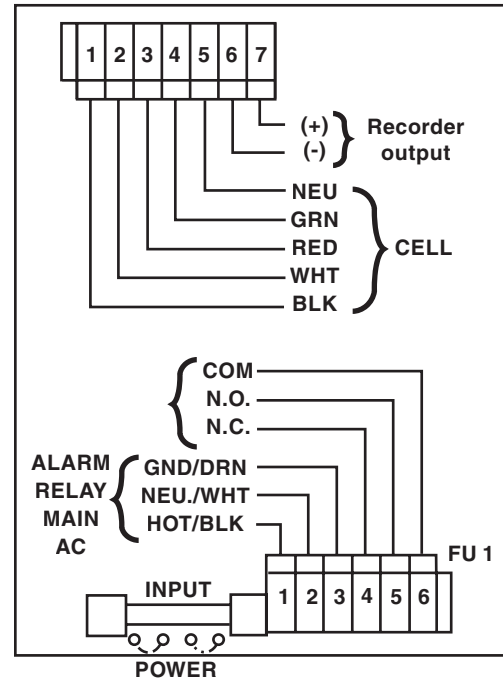 1 2 3 4 5 6 7
(+)
(-)
Recorder
output
NEU
GRN
RED
WHT
BLK
CELL
COM
N.O.
N.C.
ALARM
RELAY
MAIN
AC
GND/DRN
NEU./WHT
HOT/BLK
FU 1
INPUT
1 2 3 4 5 6
POWER